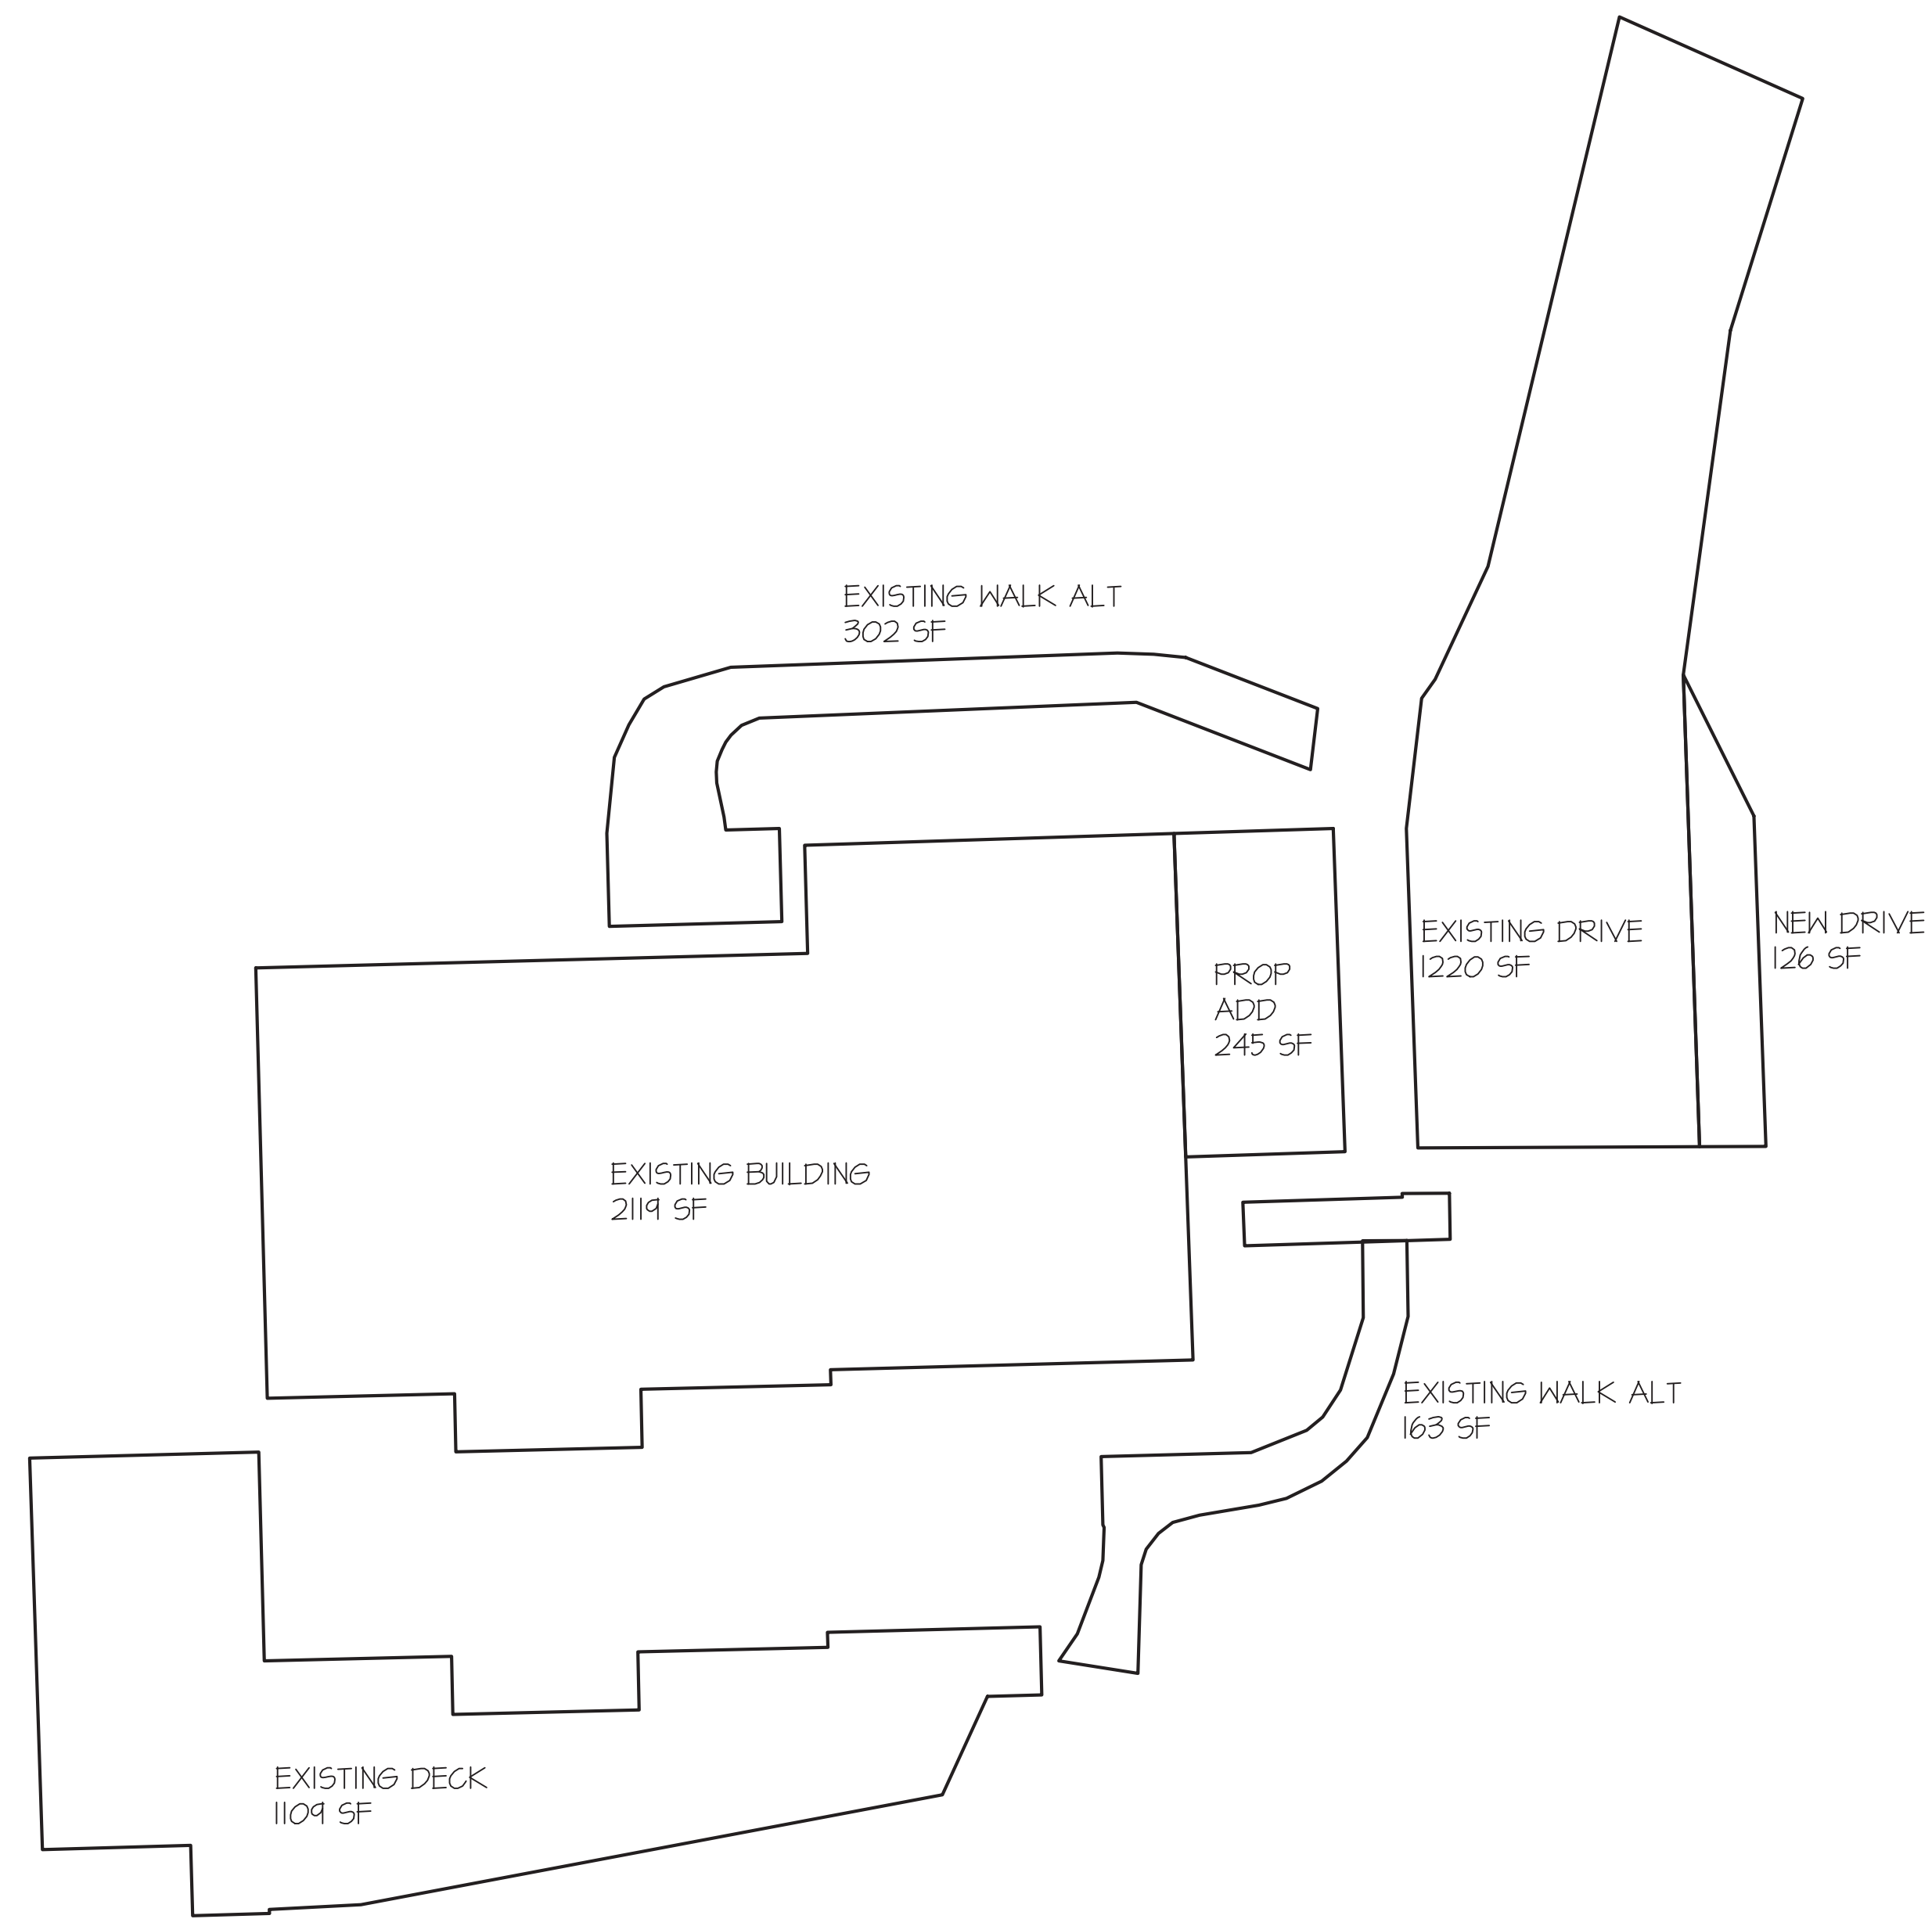 EXISTING WALK ALT
302 SF
EXISTING DRIVE
1220 SF
NEW DRIVE
126 SF
PROP
ADD
245 SF
EXISTING BUILDING
2119 SF
EXISTING WALK ALT
163 SF
EXISTING DECK
1109 SF